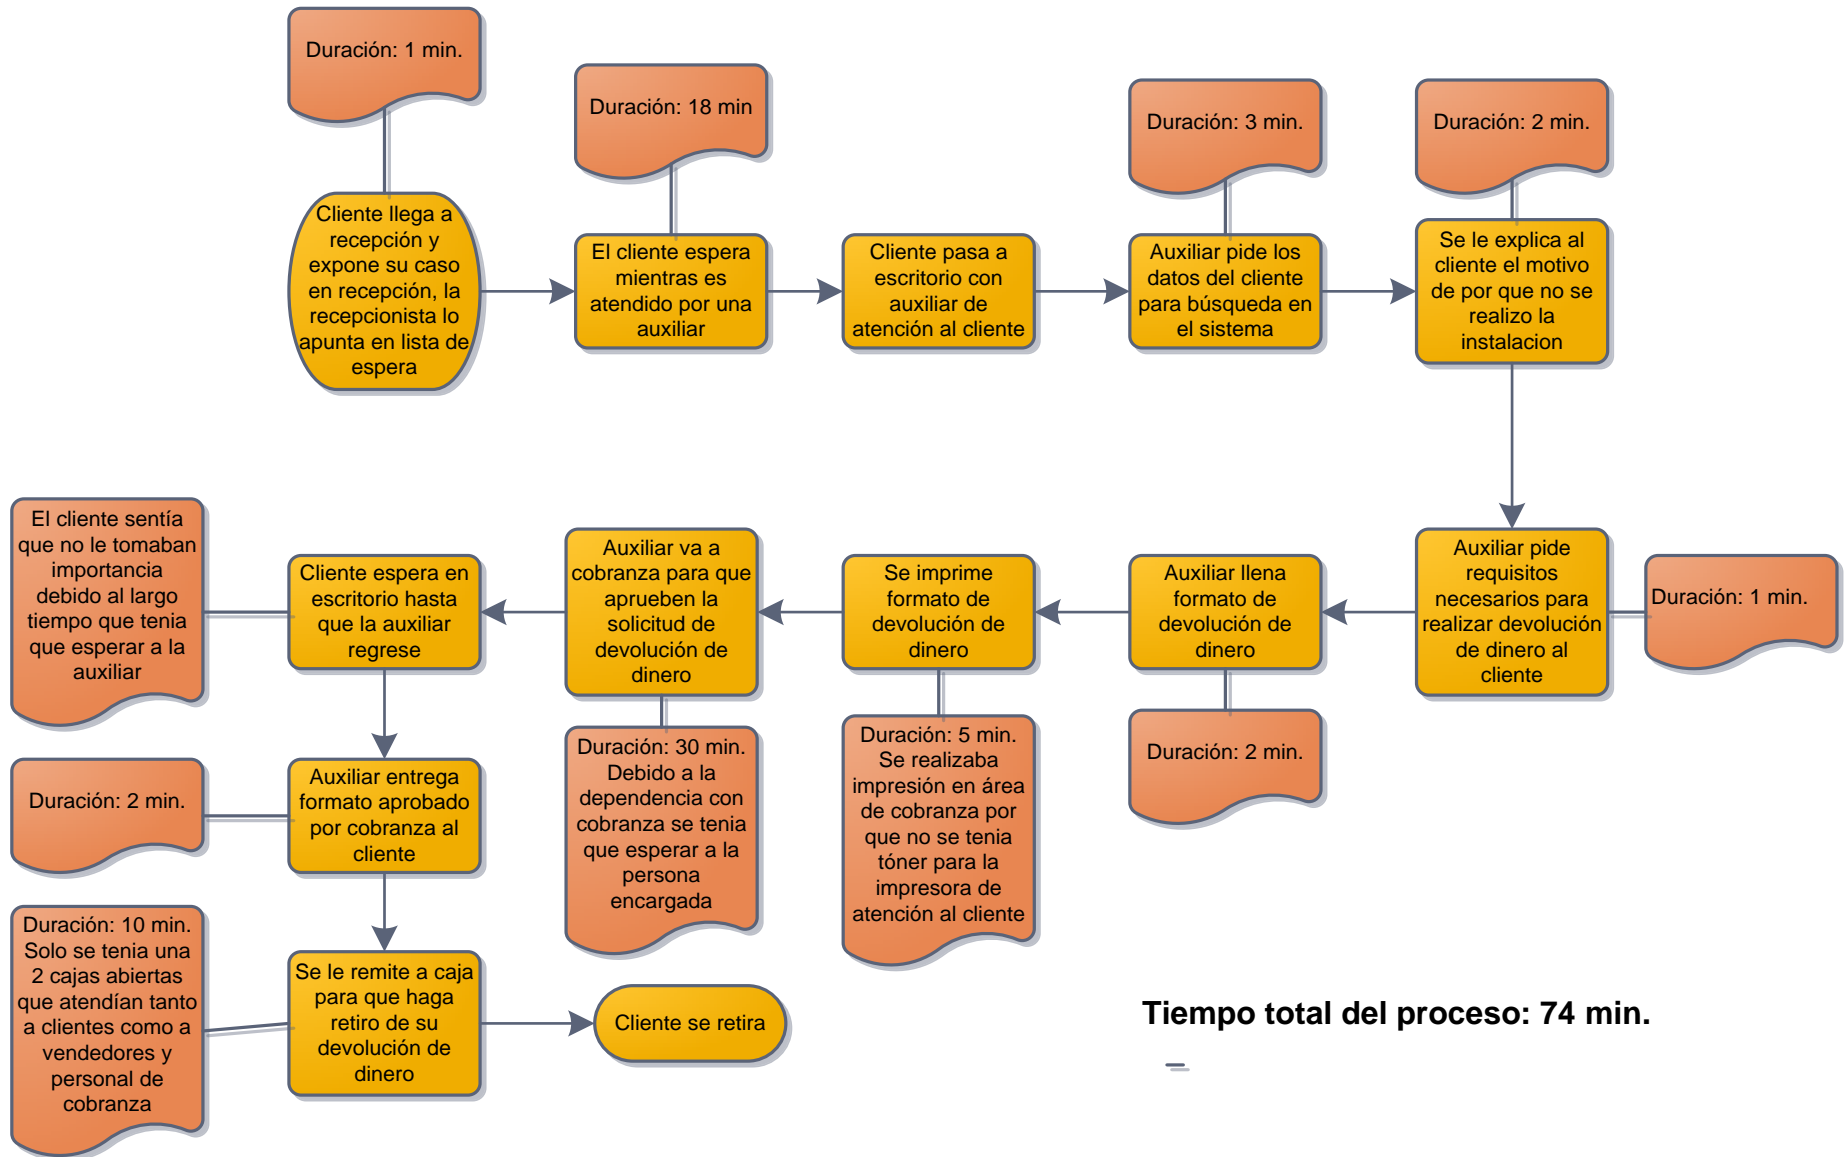 Duración: 1 min.
Duración: 18 min
Duración: 3 min.
Duración: 2 min.
Cliente llega a
recepción y
expone su caso
en recepción, la
recepcionista lo
apunta en lista de
espera
El cliente espera
mientras es
atendido por una
auxiliar
Cliente pasa a
escritorio con
auxiliar de
atención al cliente
Auxiliar pide los
datos del cliente
para búsqueda en
el sistema
Se le explica al
cliente el motivo
de por que no se
realizo la
instalacion
Auxiliar pide
requisitos
necesarios para
realizar devolución
de dinero al
cliente
Duración: 1 min.
Auxiliar llena
formato de
devolución de
dinero
Duración: 2 min.
Se imprime
formato de
devolución de
dinero
Duración: 5 min.
Se realizaba
impresión en área
de cobranza por
que no se tenia
tóner para la
impresora de
atención al cliente
Auxiliar va a
cobranza para que
aprueben la
solicitud de
devolución de
dinero
Duración: 30 min.
Debido a la
dependencia con
cobranza se tenia
que esperar a la
persona
encargada
Cliente espera en
escritorio hasta
que la auxiliar
regrese
El cliente sentía
que no le tomaban
importancia
debido al largo
tiempo que tenia
que esperar a la
auxiliar
Auxiliar entrega
formato aprobado
por cobranza al
cliente
Duración: 2 min.
Se le remite a caja
para que haga
retiro de su
devolución de
dinero
Duración: 10 min.
Solo se tenia una
2 cajas abiertas
que atendían tanto
a clientes como a
vendedores y
personal de
cobranza
Cliente se retira
Tiempo total del proceso: 74 min.